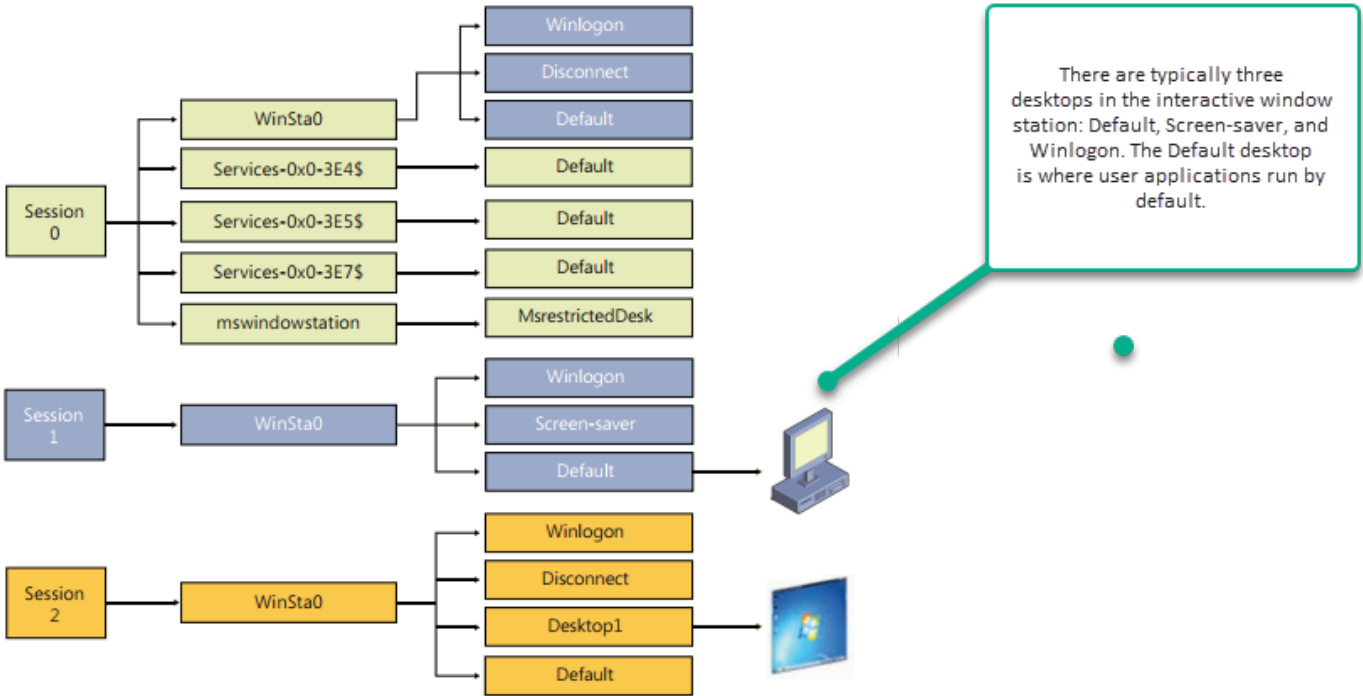 Session
0
WinSta0
Services-0x0-3E4$
Services-0x0-3E5$
Services-0x0-3E7$
mswindowstation
Winlogon
Disconnect
Default
Default
Default
Default
MsrestrictedDesk
Session
1
WinSta0
Winlogon
Screen-saver
Default
Session
2
WinSta0
Winlogon
Disconnect
Desktop1
Default
There are typically three
desktops in the interactive window
station: Default, Screen-saver, and
Winlogon. The Default desktop
is where user applications run by
default.